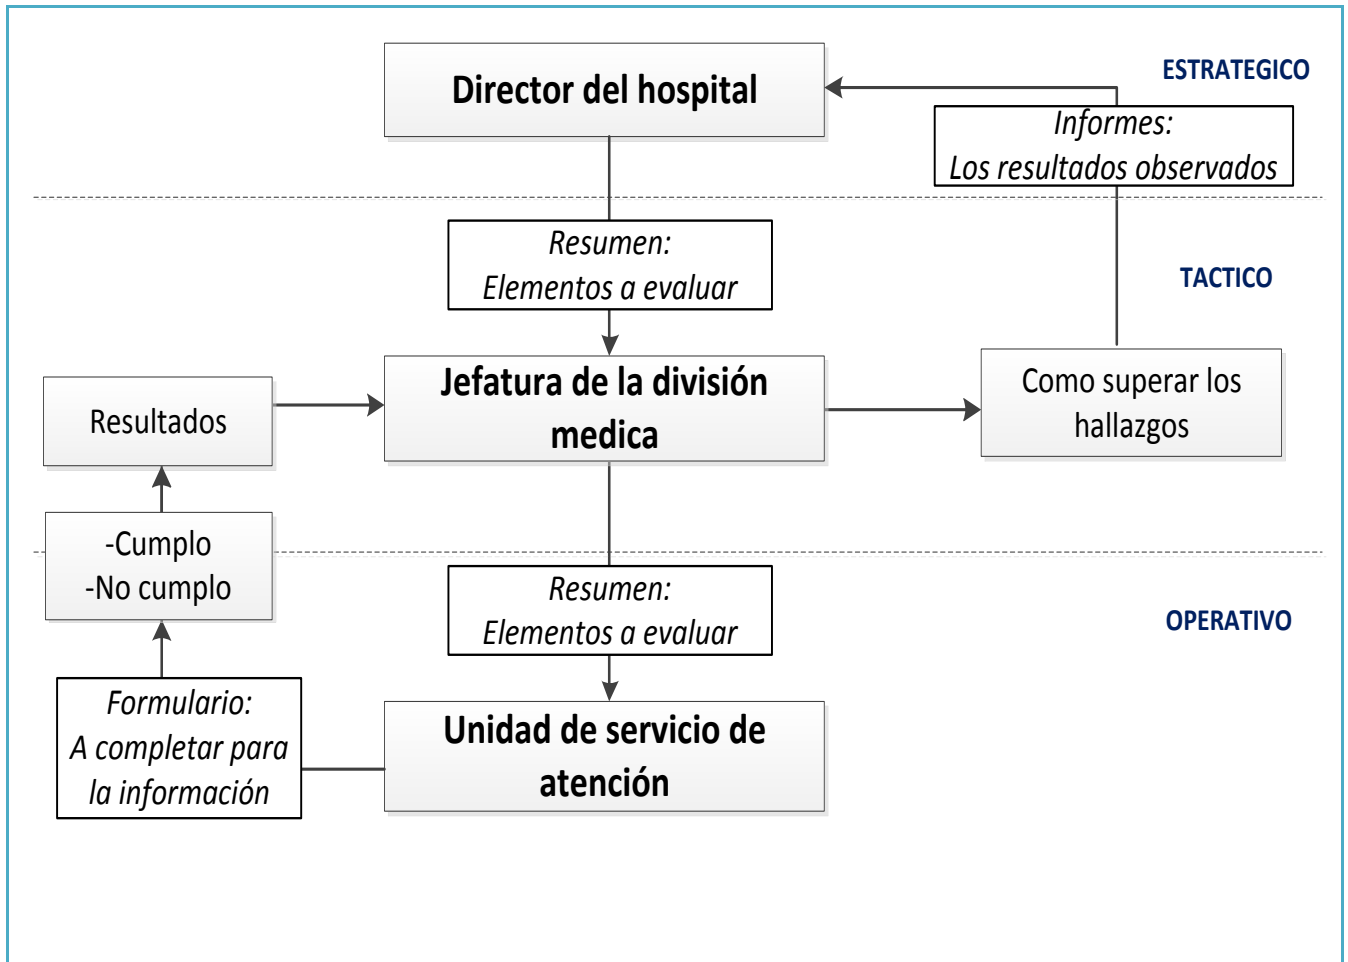 Director del hospital
ESTRATEGICO
Informes:
Los resultados observados
Resumen:
Elementos a evaluar
TACTICO
Jefatura de la división
medica
Como superar los
hallazgos
Resultados
-Cumplo
-No cumplo
Resumen:
Elementos a evaluar
OPERATIVO
Formulario:
A completar para
la información
Unidad de servicio de
atención